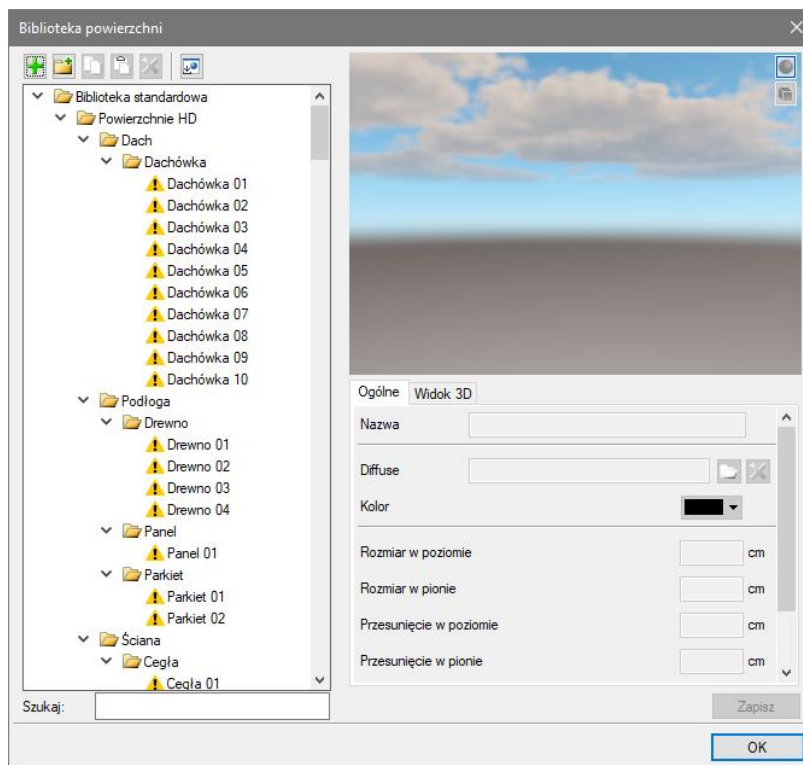 Biblioteka powierzchni
Biblioteka standardowa
Powierzchnie HD
Dach
Dachówka
Dachówka 01
Dachówka 02
Dachówka 03
Dachówka 04
Dachówka 05
Dachówka 06
Dachówka 07
Dachówka 08
Dachówka 09
Dachówka 10
Podłoga
Drewno
Drewno 01
Drewno 02
Drewno 03
Drewno 04
Panel
Panel 01
Parkiet
Parkiet 01
Parkiet 02
Ściana
Cegła
Cegła 01
Szukaj:
Ogólne Widok 3D
Nazwa
Diffuse
Kolor
Rozmiar w poziomie cm
Rozmiar w pionie cm
Przesunięcie w poziomie cm
Przesunięcie w pionie cm
Zapisz
OK